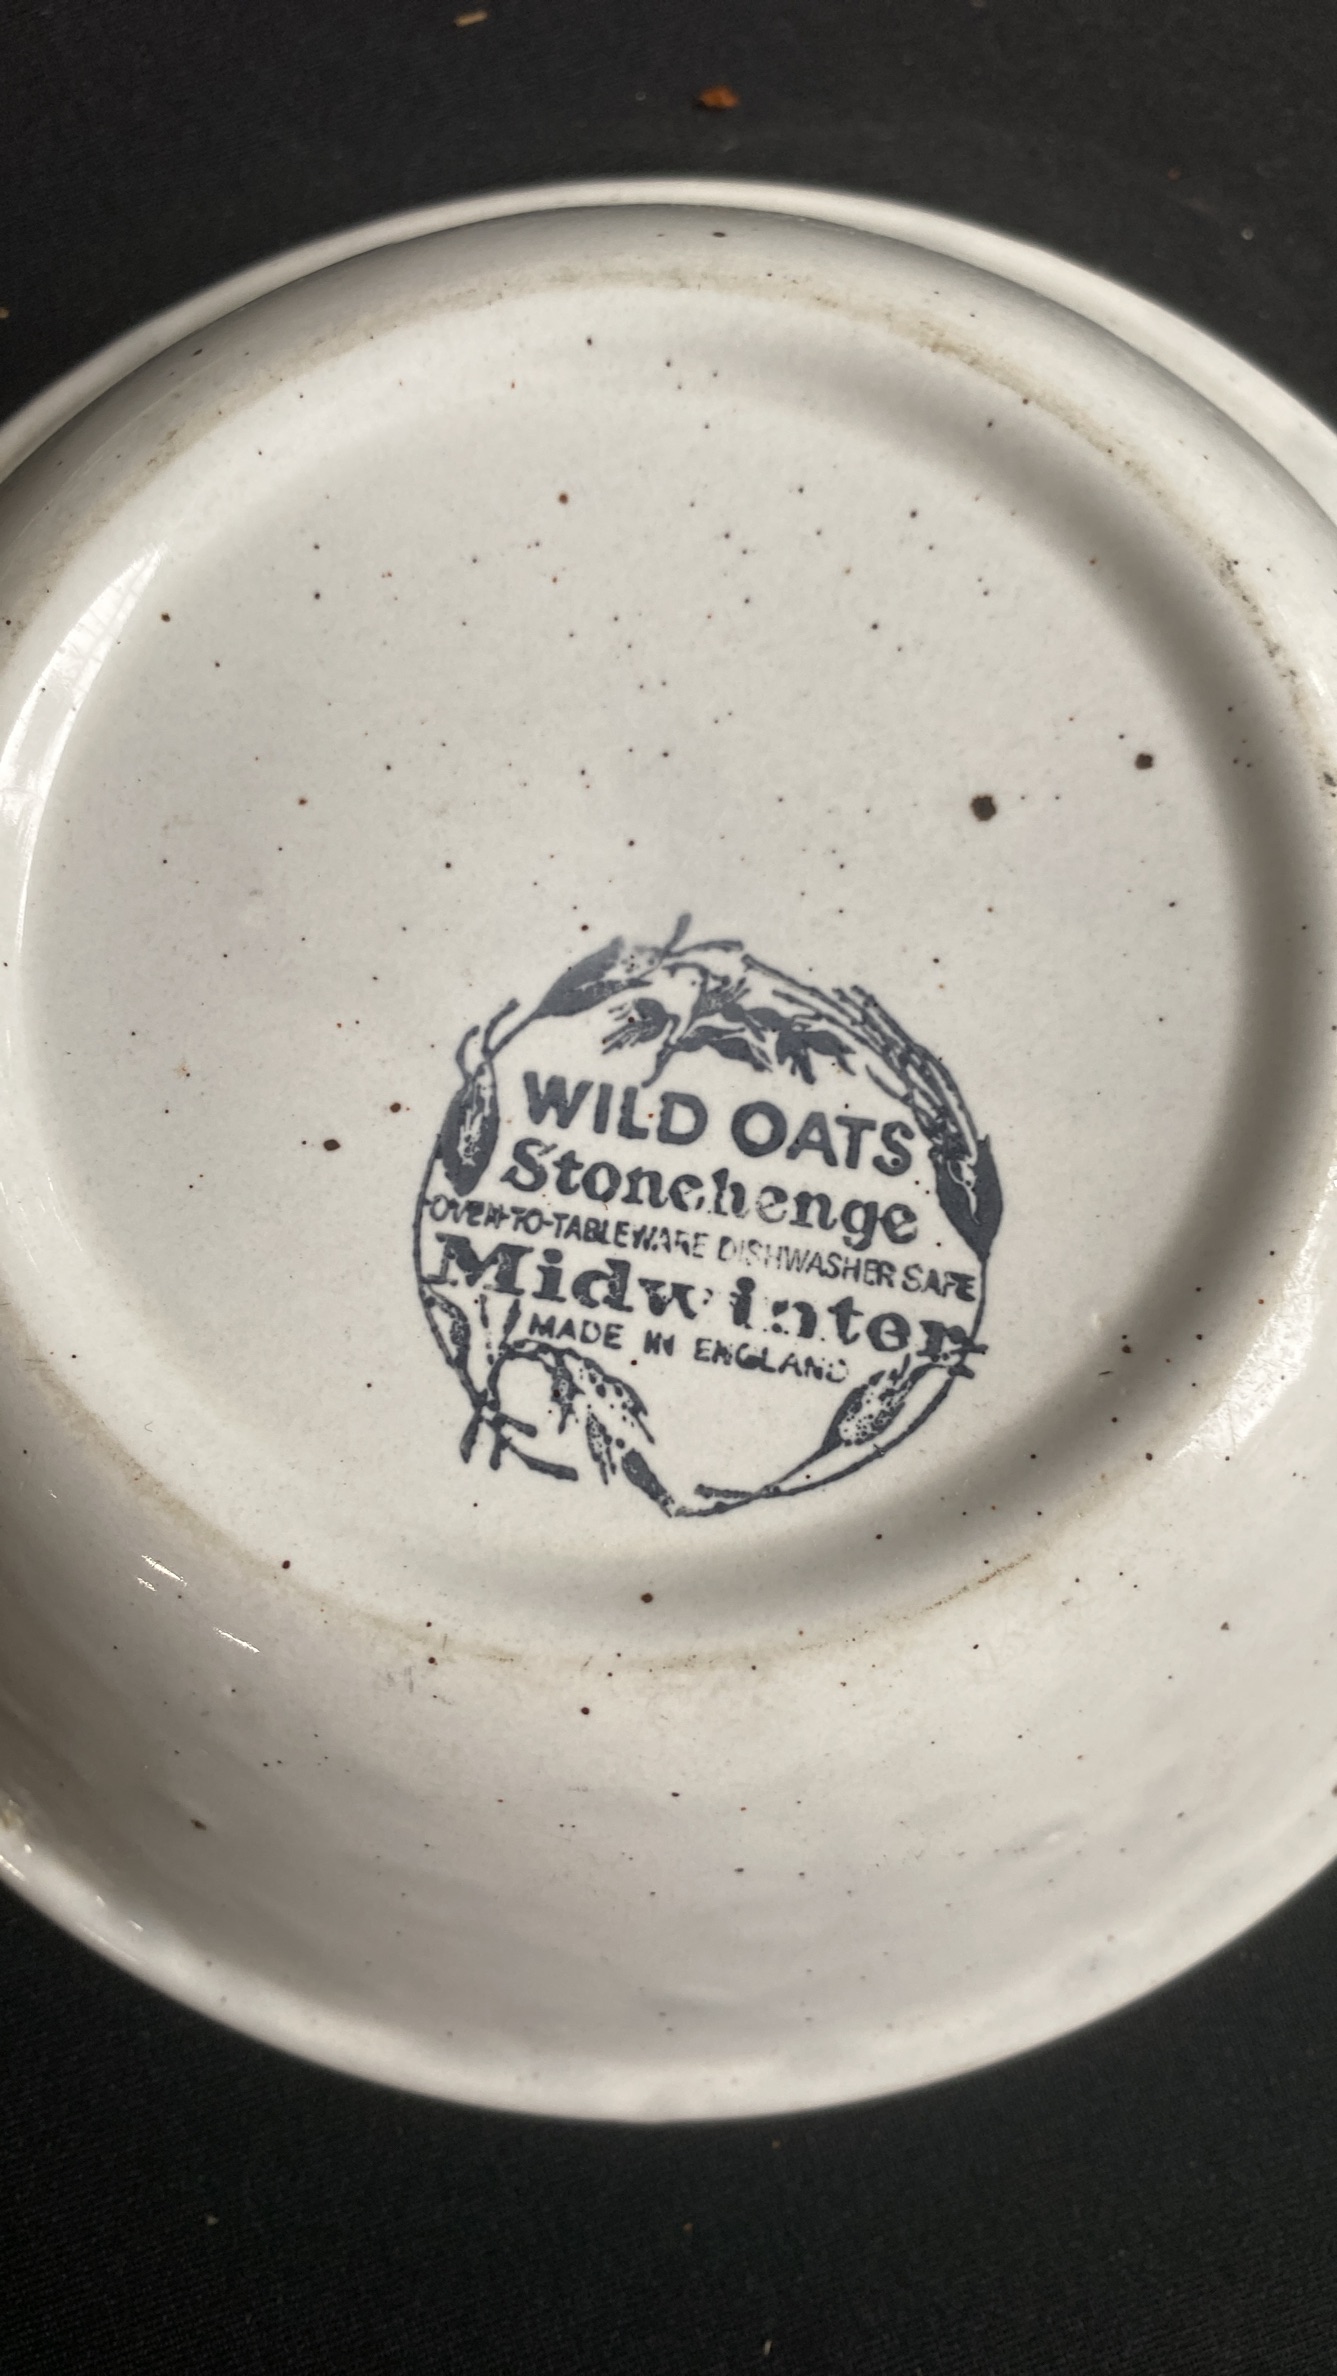 WILD OATS
Stonehenge
OVEN-TO-TABLEWARE DISHWASHER SAFE
Midwinter
MADE IN ENGLAND